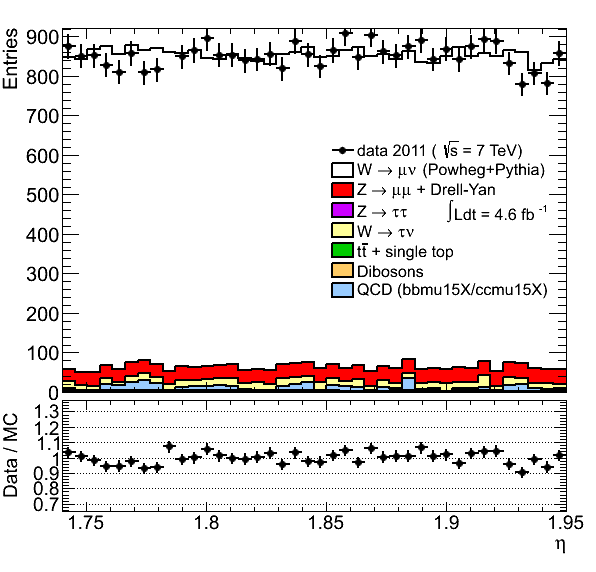 Entries
900
800
700
600
500
400
300
200
100
0
data 2011 ( √s = 7 TeV)
W → μν (Powheg+Pythia)
Z → μμ + Drell-Yan
Z → ττ ∫Ldt = 4.6 fb⁻¹
W → τν
tt̄ + single top
Dibosons
QCD (bbmu15X/ccmu15X)
Data / MC
1.3
1.2
1.1
1
0.9
0.8
0.7
1.75 1.8 1.85 1.9 1.95
η